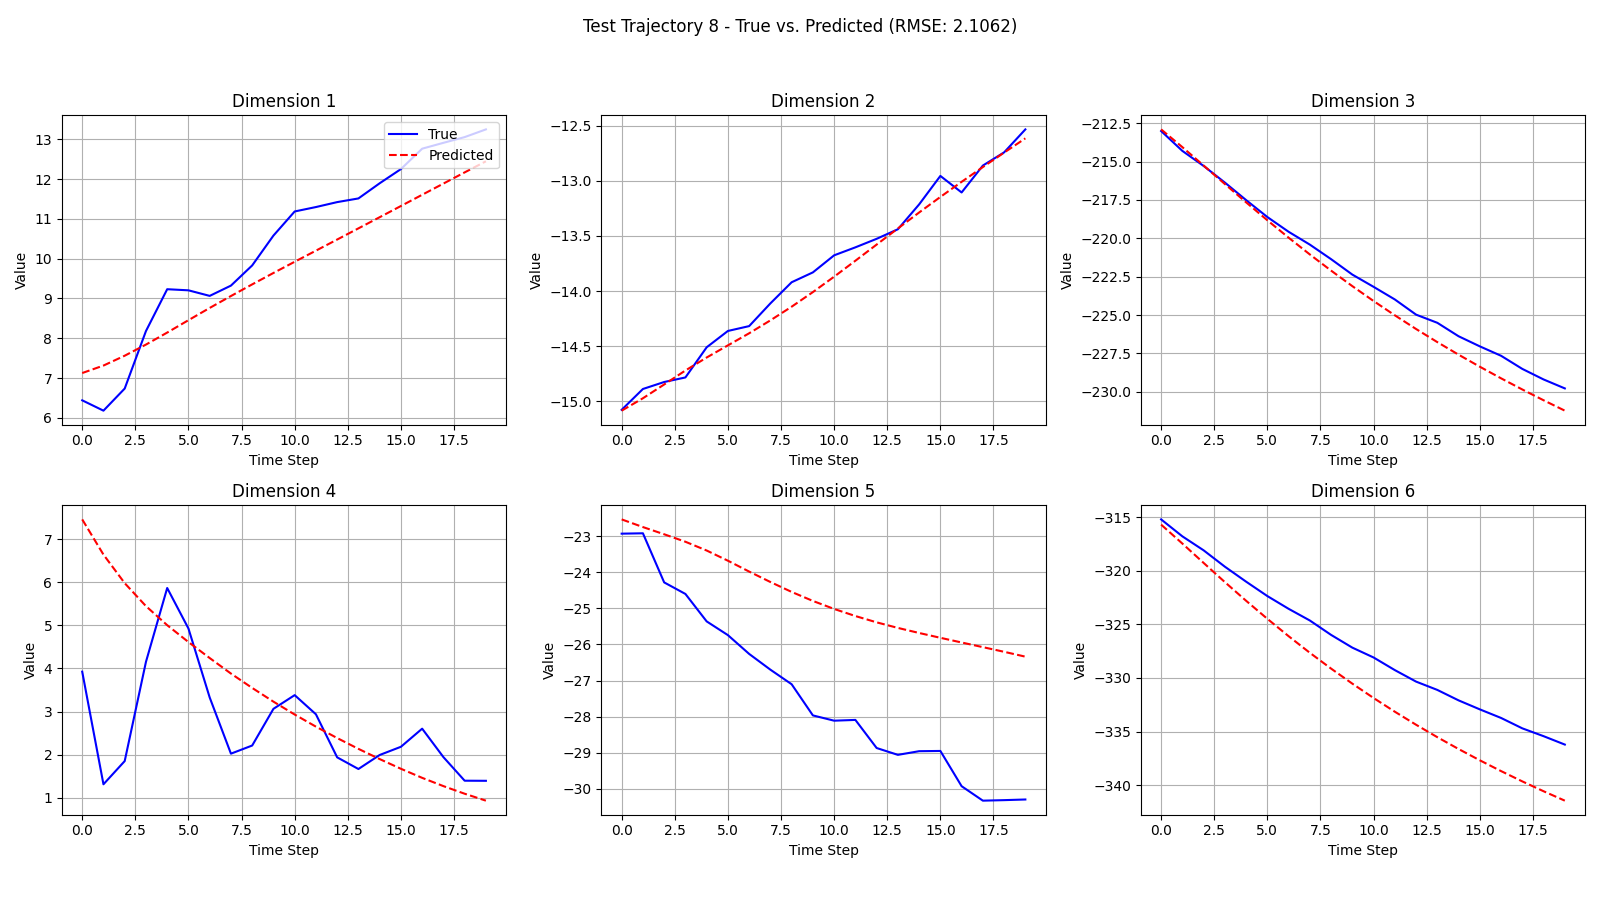 Test Trajectory 8 - True vs. Predicted (RMSE: 2.1062)
Dimension 1
13
12
11
10
9
8
7
6
Value
True
Predicted
0.0 2.5 5.0 7.5 10.0 12.5 15.0 17.5
Time Step
Dimension 2
−12.5
−13.0
−13.5
−14.0
−14.5
−15.0
Value
0.0 2.5 5.0 7.5 10.0 12.5 15.0 17.5
Time Step
Dimension 3
−212.5
−215.0
−217.5
−220.0
−222.5
−225.0
−227.5
−230.0
Value
0.0 2.5 5.0 7.5 10.0 12.5 15.0 17.5
Time Step
Dimension 4
7
6
5
4
3
2
1
Value
0.0 2.5 5.0 7.5 10.0 12.5 15.0 17.5
Time Step
Dimension 5
−23
−24
−25
−26
−27
−28
−29
−30
Value
0.0 2.5 5.0 7.5 10.0 12.5 15.0 17.5
Time Step
Dimension 6
−315
−320
−325
−330
−335
−340
Value
0.0 2.5 5.0 7.5 10.0 12.5 15.0 17.5
Time Step